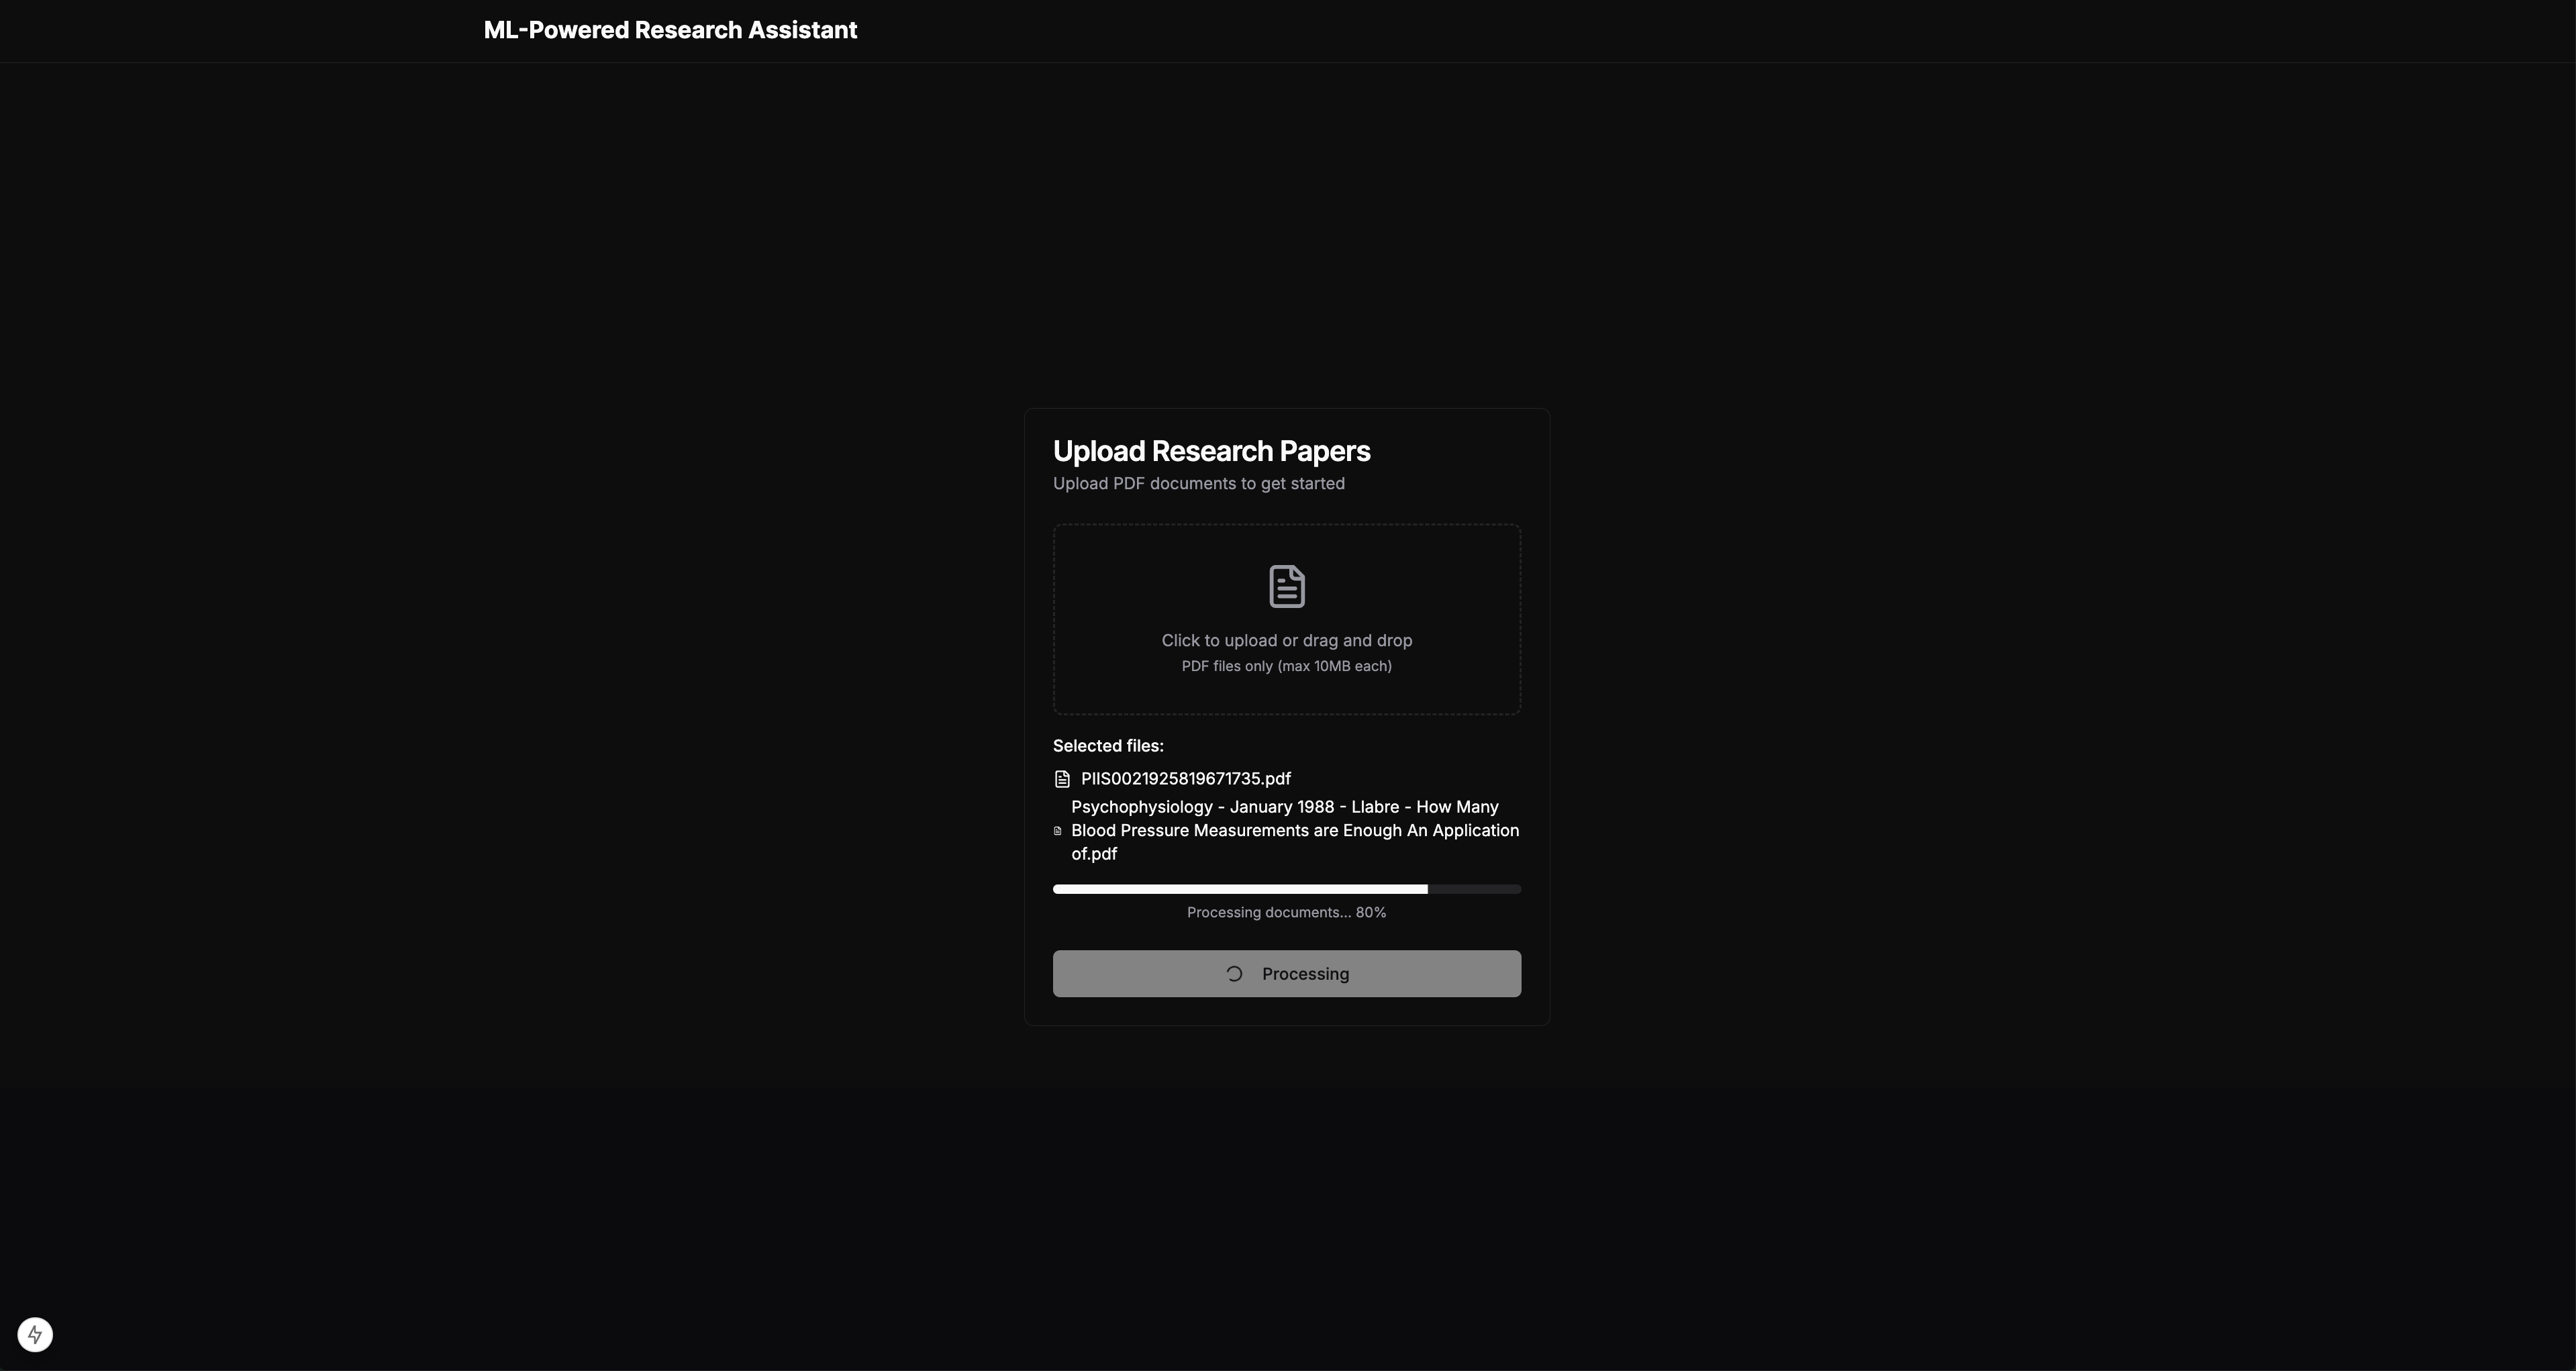 ML-Powered Research Assistant
Upload Research Papers
Upload PDF documents to get started
Click to upload or drag and drop
PDF files only (max 10MB each)
Selected files:
PIIS0021925819671735.pdf
Psychophysiology - January 1988 - Llabre - How Many
Blood Pressure Measurements are Enough An Application
of.pdf
Processing documents... 80%
Processing